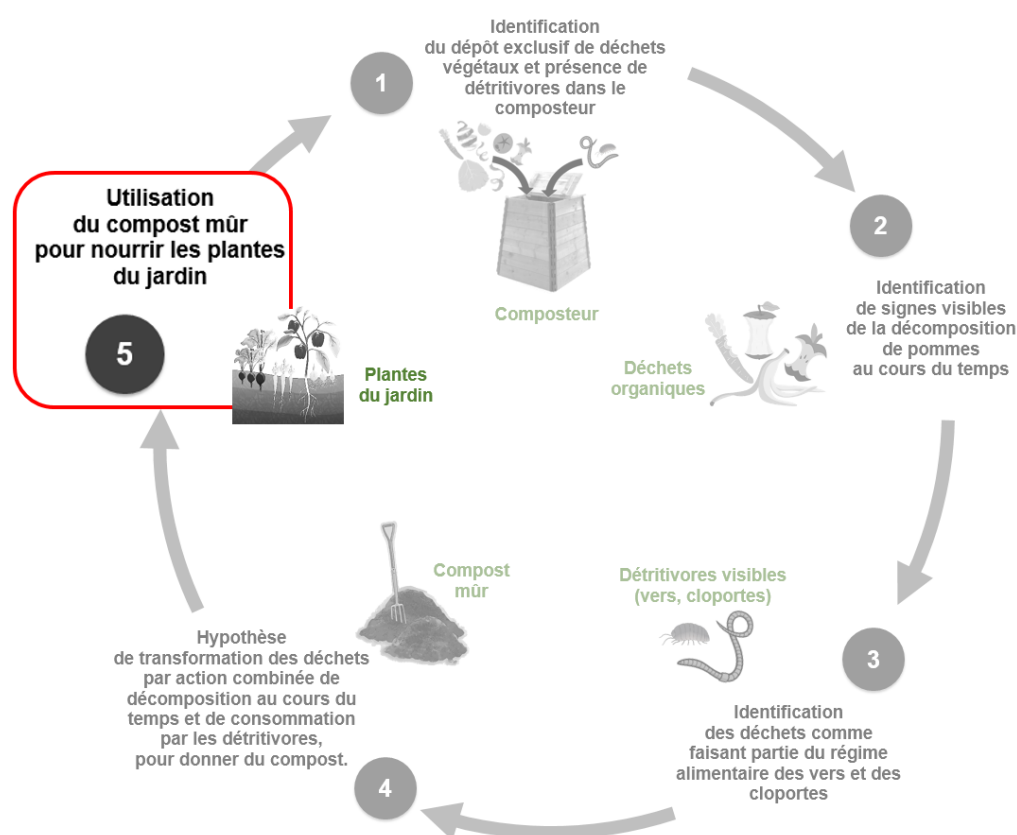 1
Identification
du dépôt exclusif de déchets
végétaux et présence de
détritivores dans le
composteur
Composteur
2
Identification
de signes visibles
de la décomposition
de pommes
au cours du temps
Déchets
organiques
3
Détritivores visibles
(vers, cloportes)
Identification
des déchets comme
faisant partie du régime
alimentaire des vers et des
cloportes
4
Compost
mûr
Hypothèse
de transformation des déchets
par action combinée de
décomposition au cours du
temps et de consommation
par les détritivores,
pour donner du compost.
Utilisation
du compost mûr
pour nourrir les plantes
du jardin
5
Plantes
du jardin